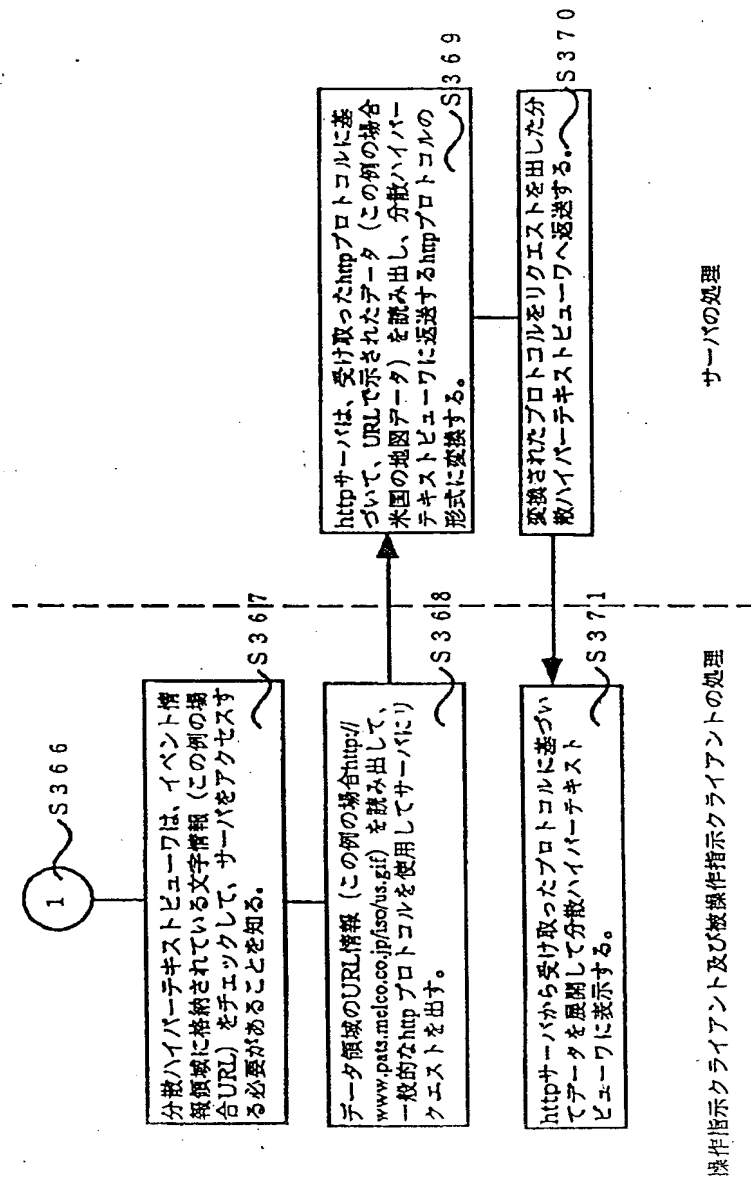 1
S366
分散ハイパーテキストビューワは、イベント情
報領域に格納されている文字情報（この例の場
合URL）をチェックして、サーバをアクセスす
る必要があることを知る。
S367
データ領域のURL情報（この例の場合http://
www.pats.melco.co.jp/iso/us.gif）を読み出して、
一般的なhttp プロトコルを使用してサーバにリ
クエストを出す。
S368
httpサーバは、受け取ったhttpプロトコルに基
づいて、URLで示されたデータ（この例の場合
米国の地図データ）を読み出し、分散ハイパー
テキストビューワに返送するhttpプロトコルの
形式に変換する。
S369
変換されたプロトコルをリクエストを出した分
散ハイパーテキストビューワへ返送する。
S370
httpサーバから受け取ったプロトコルに基づい
てデータを展開して分散ハイパーテキスト
ビューワに表示する。
S371
操作指示クライアント及び被操作指示クライアントの処理
サーバの処理